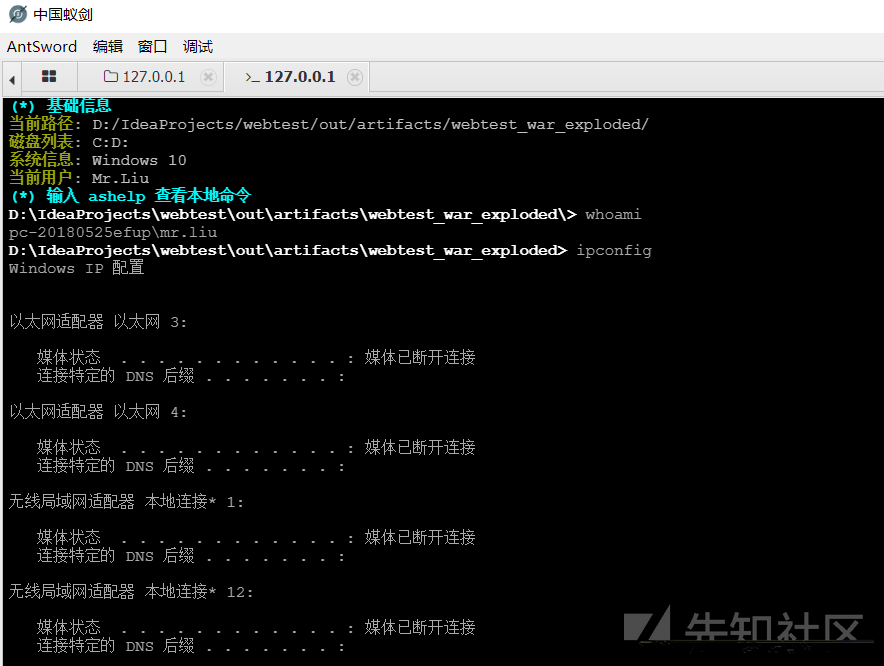 中国蚁剑
AntSword 编辑 窗口 调试
127.0.0.1 >_ 127.0.0.1
(*) 基础信息
当前路径: D:/IdeaProjects/webtest/out/artifacts/webtest_war_exploded/
磁盘列表: C:D:
系统信息: Windows 10
当前用户: Mr.Liu
(*) 输入 ashelp 查看本地命令
D:\IdeaProjects\webtest\out\artifacts\webtest_war_exploded\> whoami
pc-20180525efup\mr.liu
D:\IdeaProjects\webtest\out\artifacts\webtest_war_exploded> ipconfig
Windows IP 配置
以太网适配器 以太网 3:
媒体状态 . . . . . . . . . . . . : 媒体已断开连接
连接特定的 DNS 后缀 . . . . . . . :
以太网适配器 以太网 4:
媒体状态 . . . . . . . . . . . . : 媒体已断开连接
连接特定的 DNS 后缀 . . . . . . . :
无线局域网适配器 本地连接* 1:
媒体状态 . . . . . . . . . . . . : 媒体已断开连接
连接特定的 DNS 后缀 . . . . . . . :
无线局域网适配器 本地连接* 12:
媒体状态 . . . . . . . . . . . . : 媒体已断开连接
连接特定的 DNS 后缀 . . . . . . . :
先知社区